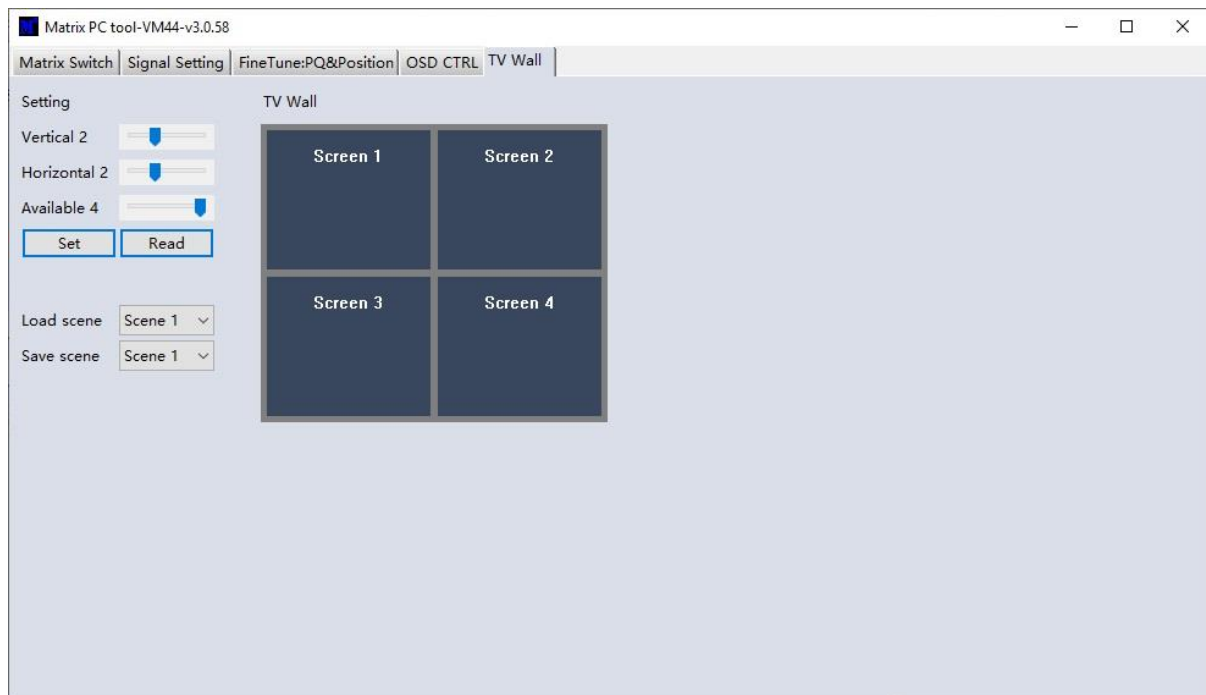 Matrix PC tool-VM44-v3.0.58
Matrix Switch Signal Setting FineTune:PQ&Position OSD CTRL TV Wall
Setting TV Wall
Vertical 2
Horizontal 2
Available 4
Set Read
Load scene Scene 1
Save scene Scene 1
Screen 1 Screen 2
Screen 3 Screen 4